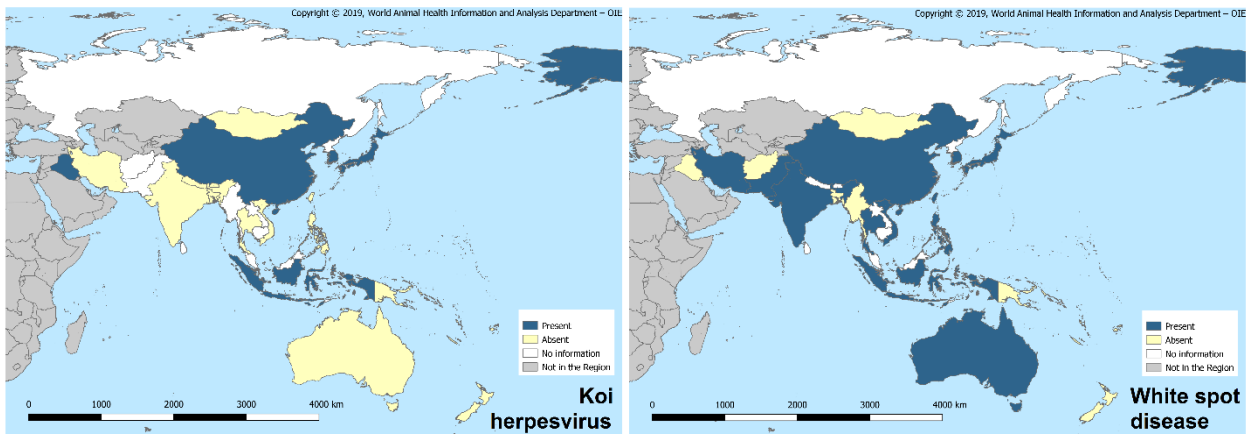 Copyright © 2019, World Animal Health Information and Analysis Department – OIE
Present
Absent
No information
Not in the Region
0 1000 2000 3000 4000 km
Koi
herpesvirus
Copyright © 2019, World Animal Health Information and Analysis Department – OIE
Present
Absent
No information
Not in the Region
0 1000 2000 3000 4000 km
White spot
disease